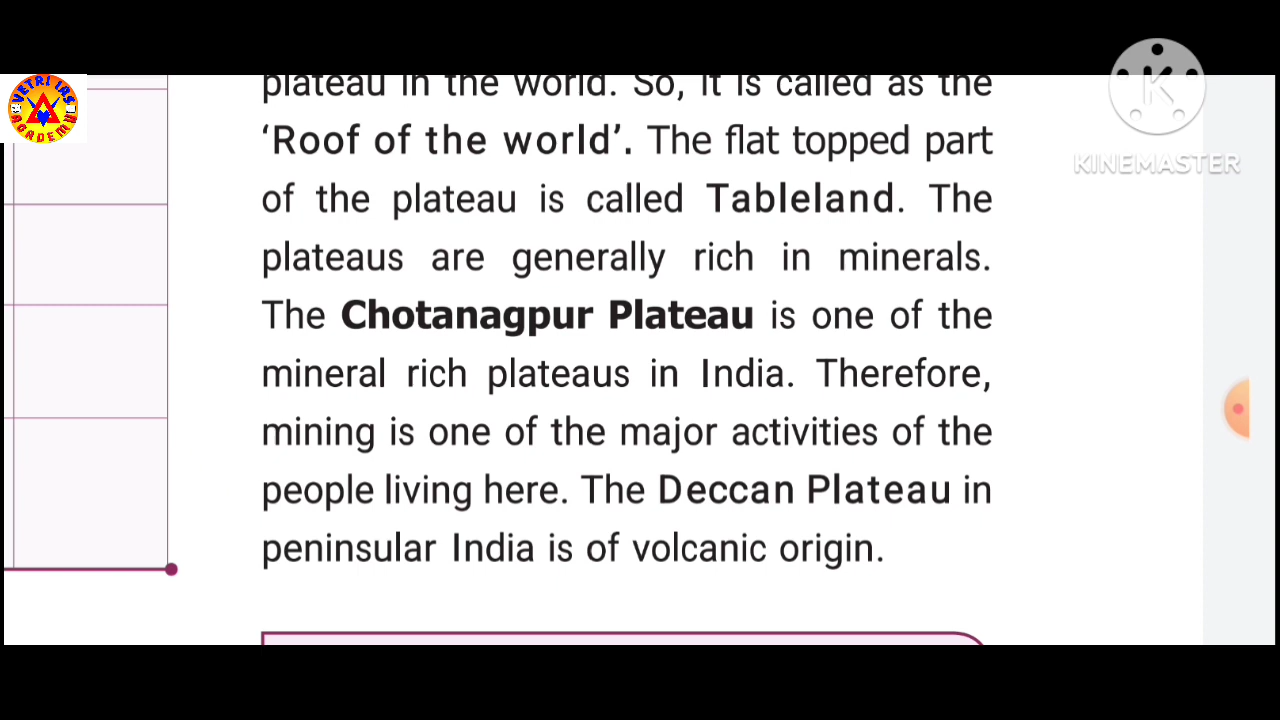 VETRI IAS
ACADEMY
KINEMASTER
plateau in the world. So, it is called as the
‘Roof of the world’. The flat topped part
of the plateau is called Tableland. The
plateaus are generally rich in minerals.
The Chotanagpur Plateau is one of the
mineral rich plateaus in India. Therefore,
mining is one of the major activities of the
people living here. The Deccan Plateau in
peninsular India is of volcanic origin.